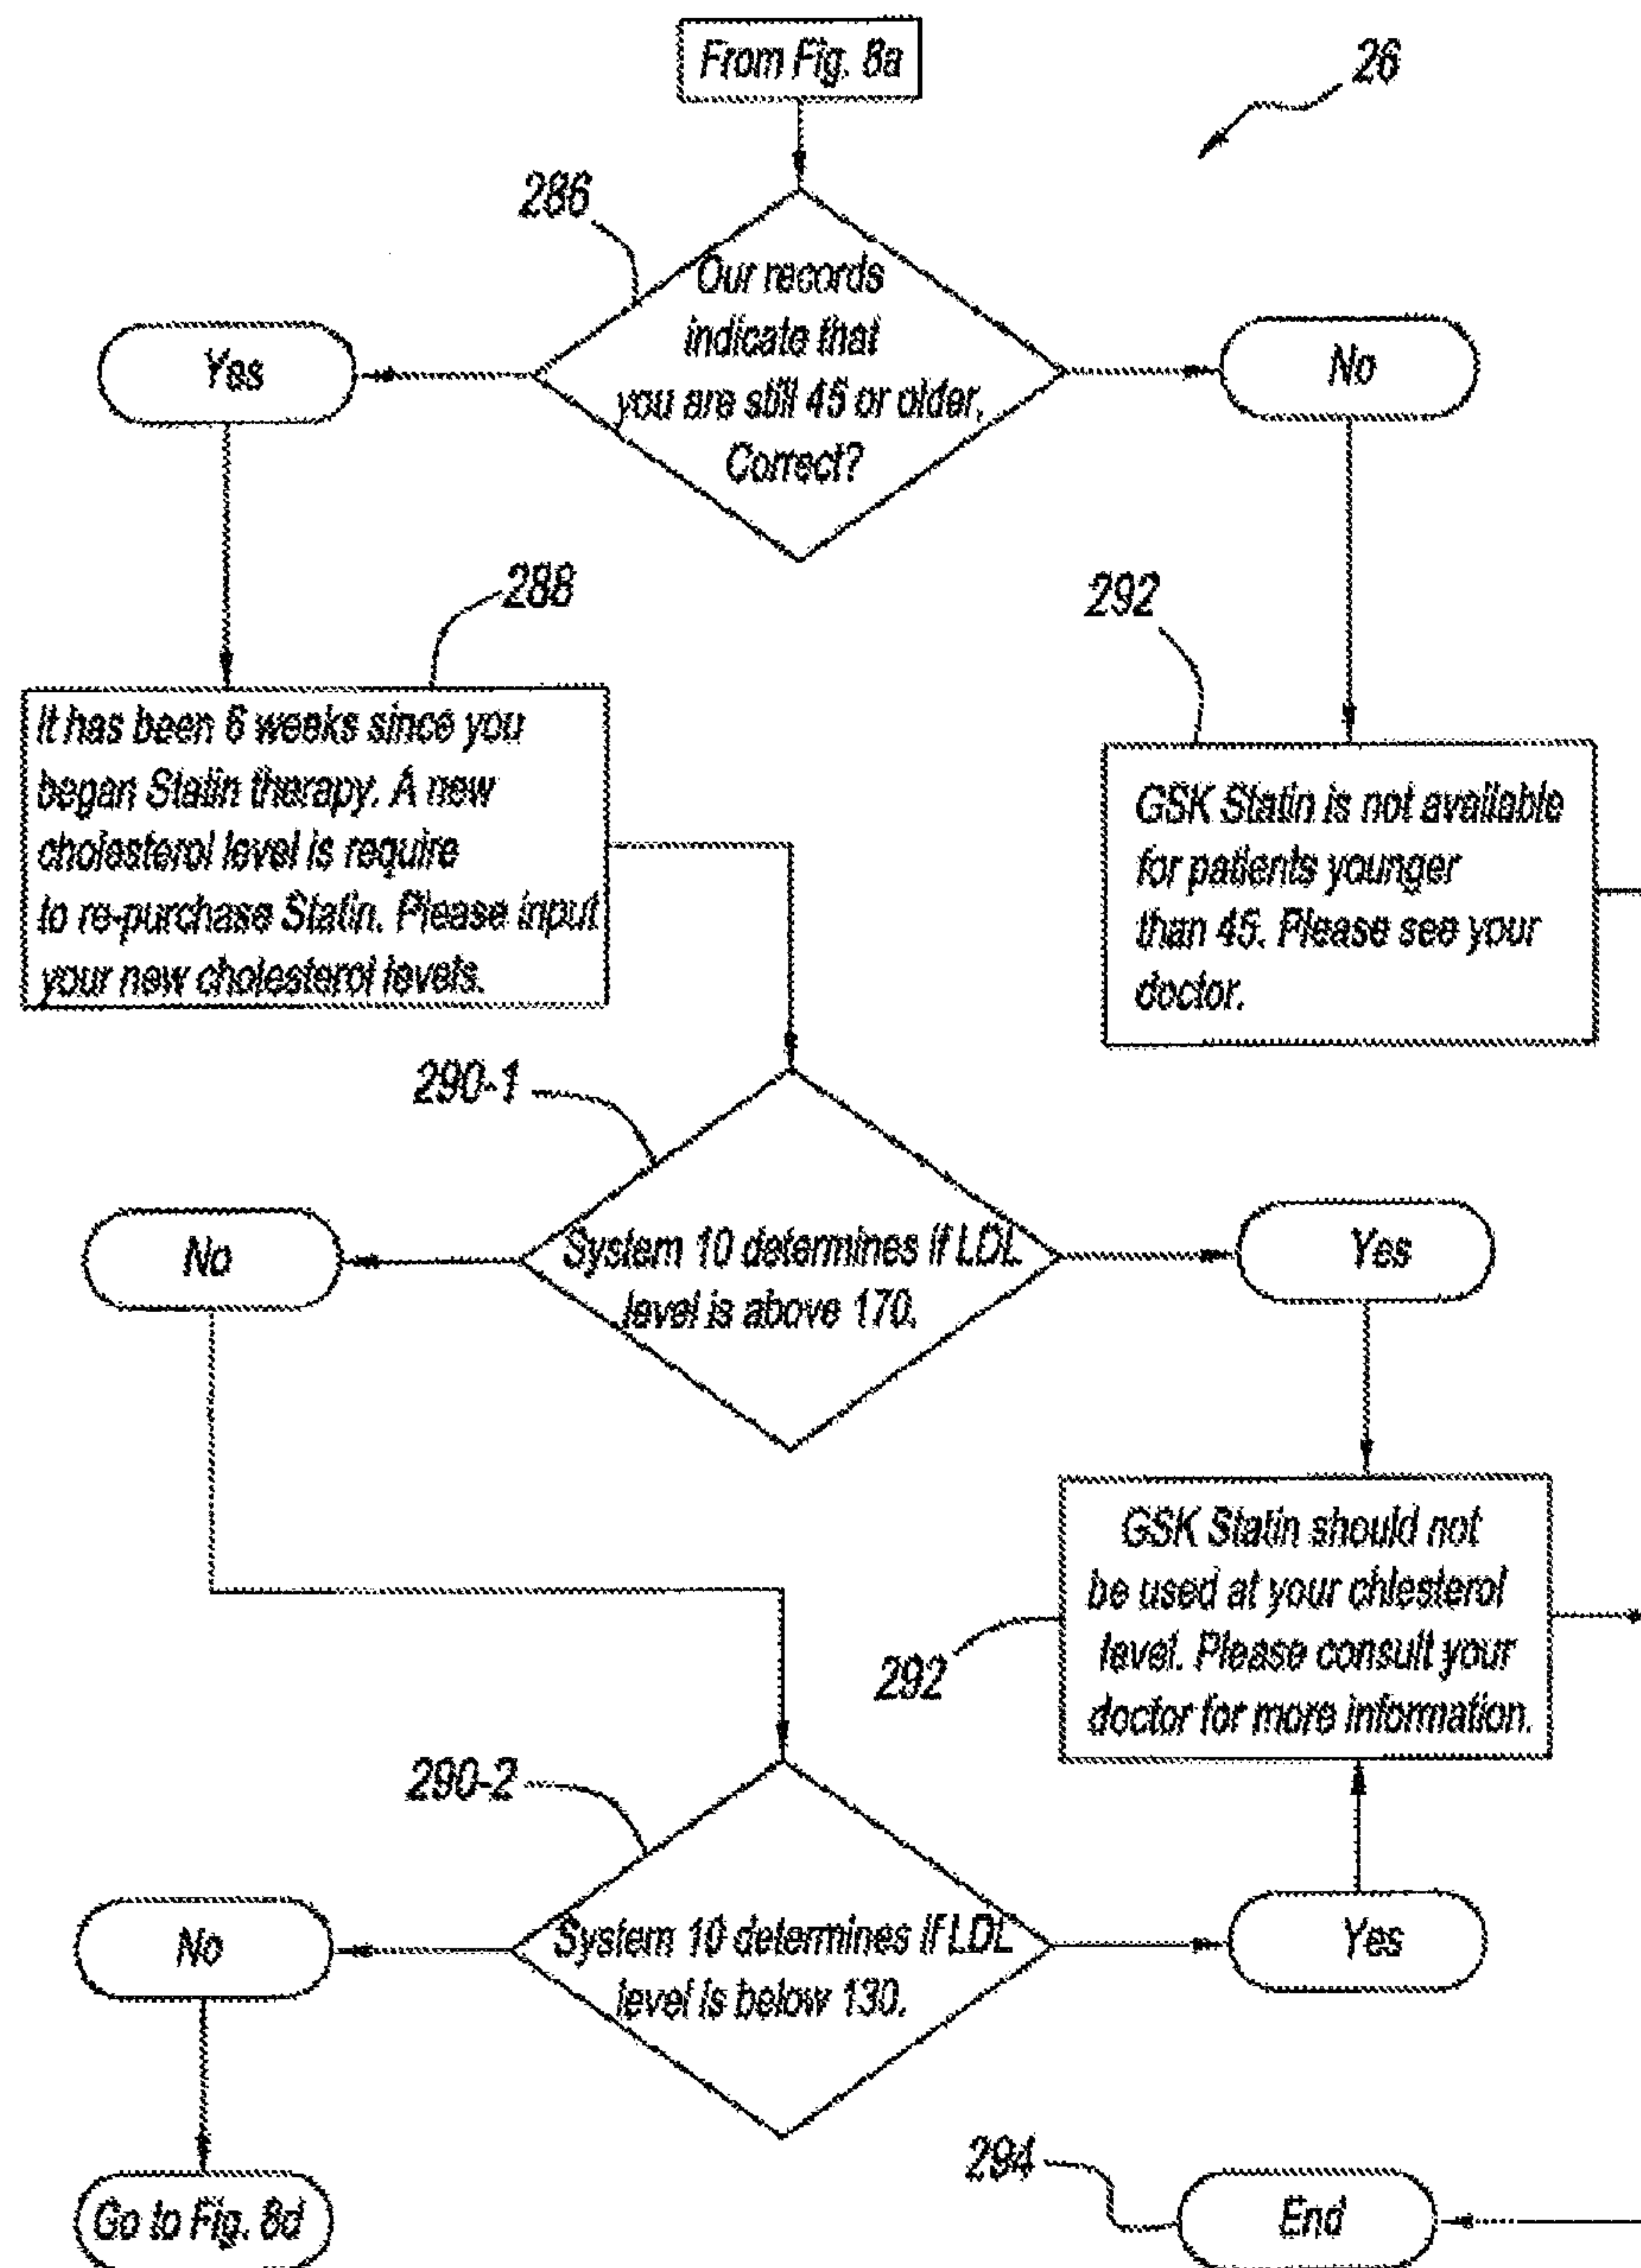 From Fig. 8a
26
286
Our records
indicate that
you are still 45 or older,
Correct?
Yes
No
288
292
It has been 6 weeks since you
began Statin therapy. A new
cholesterol level is require
to re-purchase Statin. Please input
your new cholesterol levels.
GSK Statin is not available
for patients younger
than 45. Please see your
doctor.
290-1
No
System 10 determines if LDL
level is above 170.
Yes
GSK Statin should not
be used at your chlesterol
level. Please consult your
doctor for more information.
292
290-2
No
System 10 determines if LDL
level is below 130.
Yes
294
Go to Fig. 8d
End